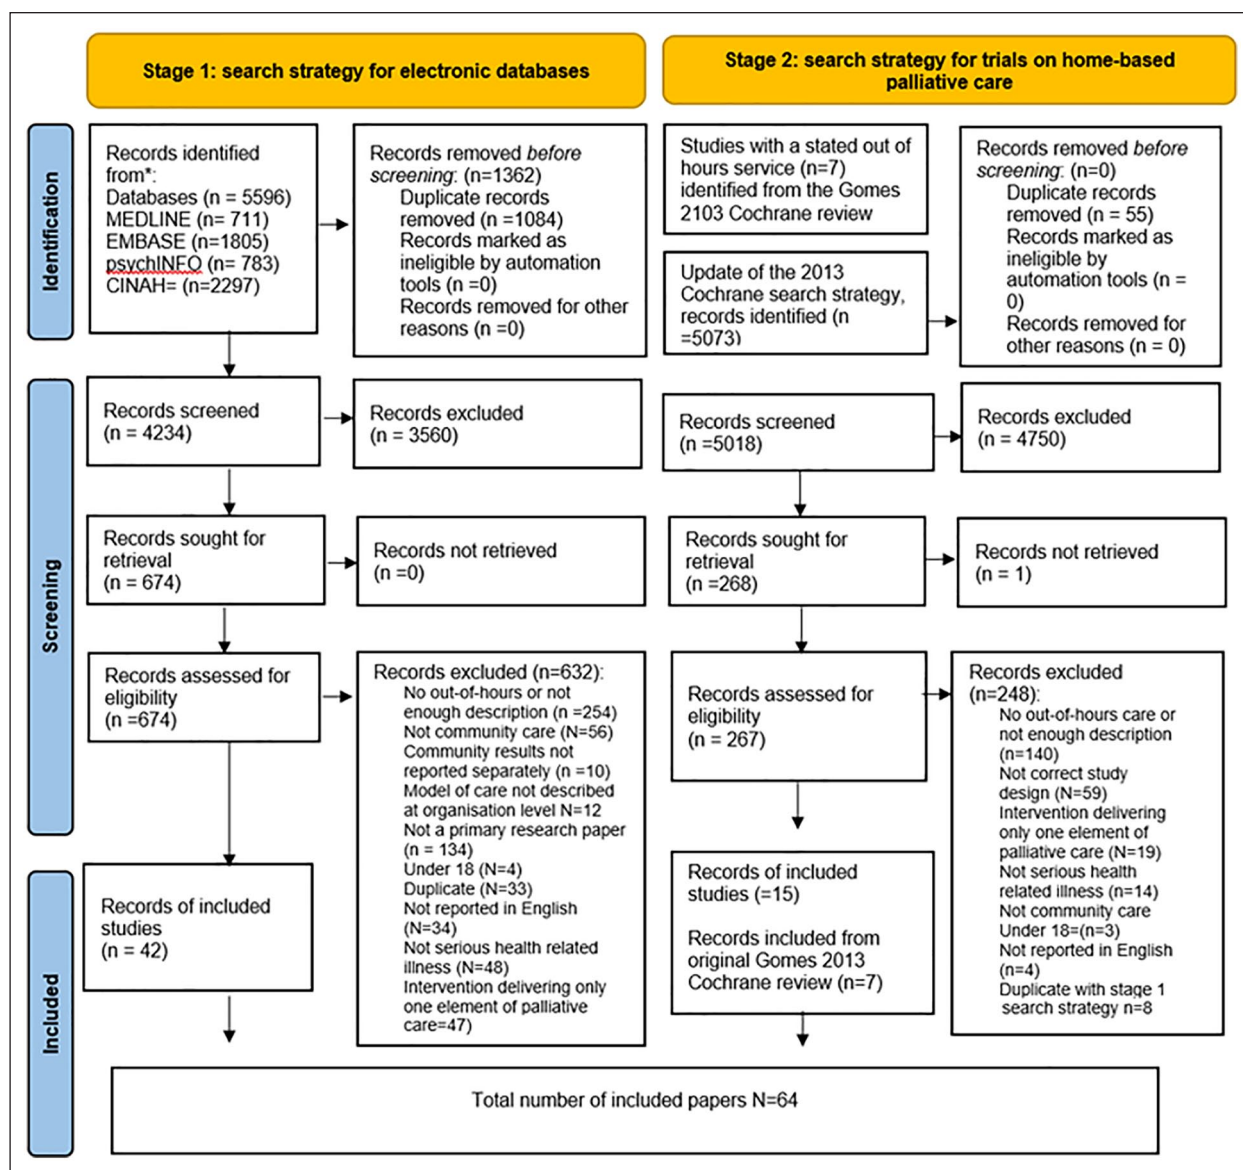 Stage 1: search strategy for electronic databases
Stage 2: search strategy for trials on home-based
palliative care
Identification
Records identified
from*:
Databases (n = 5596)
MEDLINE (n= 711)
EMBASE (n=1805)
psychINFO (n= 783)
CINAH= (n=2297)
Records removed before
screening: (n=1362)
Duplicate records
removed (n =1084)
Records marked as
ineligible by automation
tools (n =0)
Records removed for other
reasons (n =0)
Studies with a stated out of
hours service (n=7)
identified from the Gomes
2103 Cochrane review
Update of the 2013
Cochrane search strategy,
records identified (n
=5073)
Records removed before
screening: (n=0)
Duplicate records
removed (n = 55)
Records marked as
ineligible by
automation tools (n =
0)
Records removed for
other reasons (n = 0)
Screening
Records screened
(n = 4234)
Records excluded
(n = 3560)
Records screened
(n =5018)
Records excluded
(n = 4750)
Records sought for
retrieval
(n = 674)
Records not retrieved
(n =0)
Records sought for
retrieval
(n =268)
Records not retrieved
(n = 1)
Records assessed for
eligibility
(n =674)
Records excluded (n=632):
No out-of-hours or not
enough description (n =254)
Not community care (N=56)
Community results not
reported separately (n =10)
Model of care not described
at organisation level N=12
Not a primary research paper
(n = 134)
Under 18 (N=4)
Duplicate (N=33)
Not reported in English
(N=34)
Not serious health related
illness (N=48)
Intervention delivering only
one element of palliative
care=47)
Records assessed for
eligibility
(n = 267)
Records excluded
(n=248):
No out-of-hours care or
not enough description
(n=140)
Not correct study
design (N=59)
Intervention delivering
only one element of
palliative care (N=19)
Not serious health
related illness (n=14)
Not community care
Under 18=(n=3)
Not reported in English
(n=4)
Duplicate with stage 1
search strategy n=8
Included
Records of included
studies
(n = 42)
Records of included
studies (=15)
Records included from
original Gomes 2013
Cochrane review (n=7)
Total number of included papers N=64